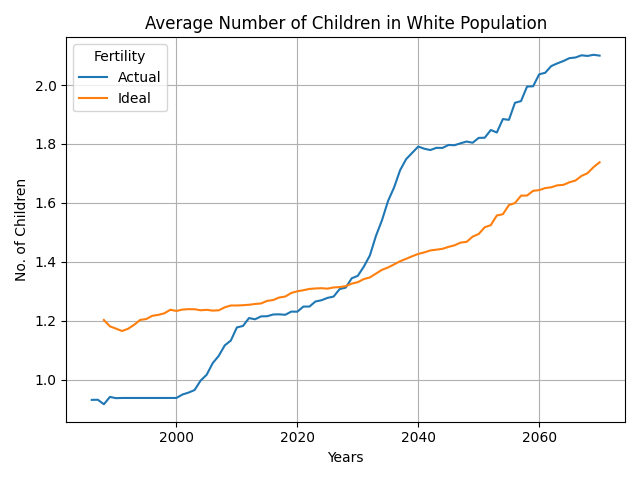 Average Number of Children in White Population
Fertility
Actual
Ideal
No. of Children
2.0
1.8
1.6
1.4
1.2
1.0
2000 2020 2040 2060
Years